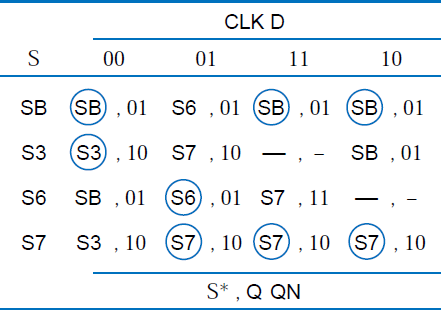 CLK D
S 00 01 11 10
SB SB , 01 S6 , 01 SB , 01 SB , 01
S3 S3 , 10 S7 , 10 — , – SB , 01
S6 SB , 01 S6 , 01 S7 , 11 — , –
S7 S3 , 10 S7 , 10 S7 , 10 S7 , 10
S* , Q QN